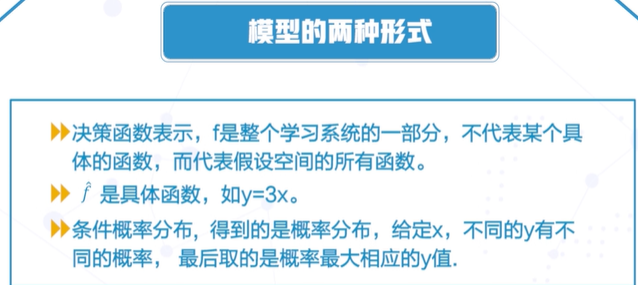 模型的两种形式
决策函数表示，f是整个学习系统的一部分，不代表某个具
体的函数，而代表假设空间的所有函数。
f̂ 是具体函数，如y=3x。
条件概率分布, 得到的是概率分布，给定x，不同的y有不
同的概率， 最后取的是概率最大相应的y值.